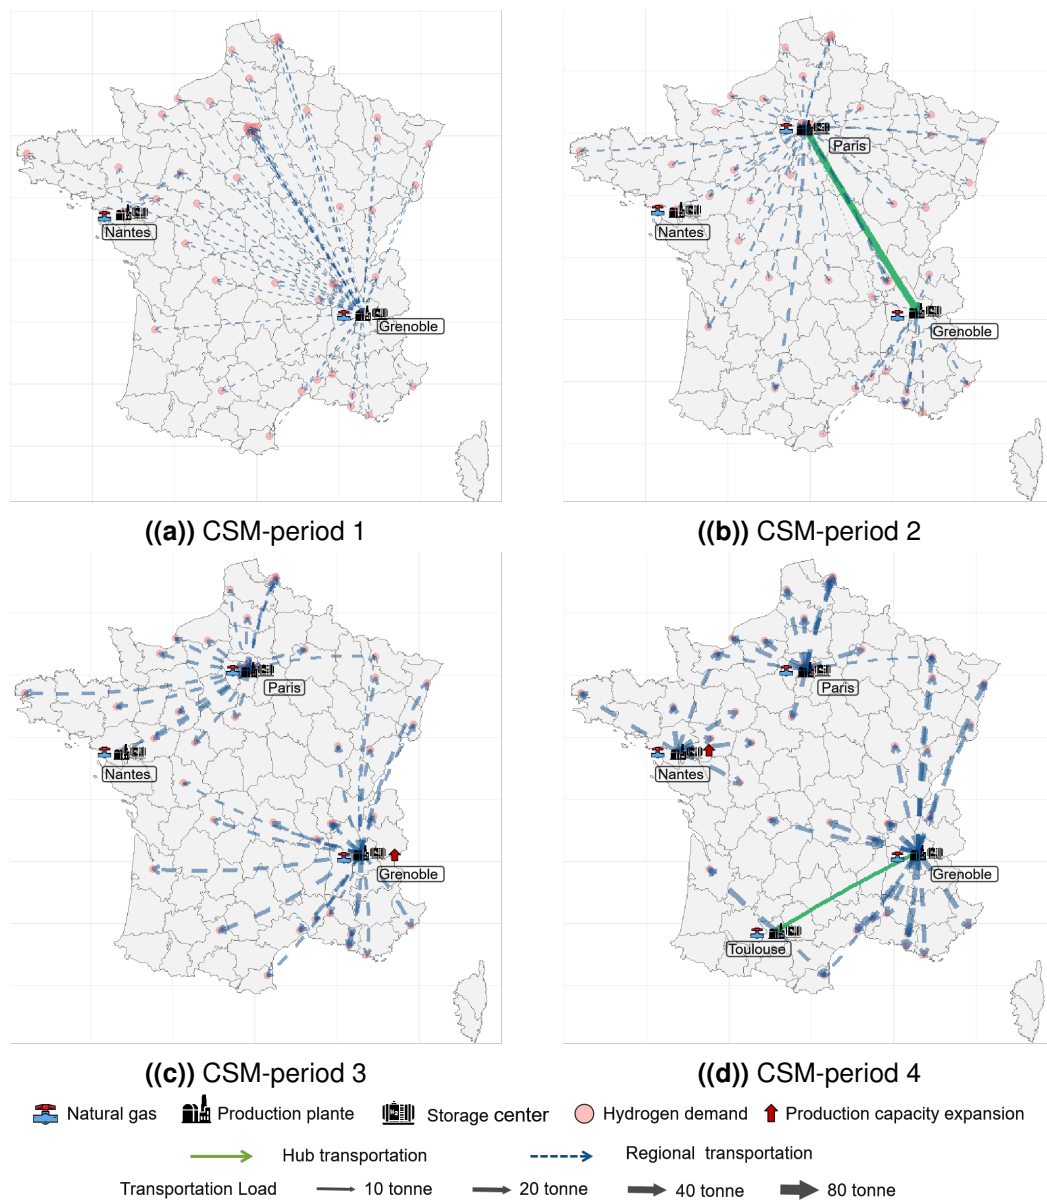 Nantes
Grenoble
((a)) CSM-period 1
Paris
Nantes
Grenoble
((b)) CSM-period 2
Paris
Nantes
Grenoble
((c)) CSM-period 3
Paris
Nantes
Grenoble
Toulouse
((d)) CSM-period 4
Natural gas Production plante Storage center Hydrogen demand Production capacity expansion
Hub transportation Regional transportation
Transportation Load 10 tonne 20 tonne 40 tonne 80 tonne